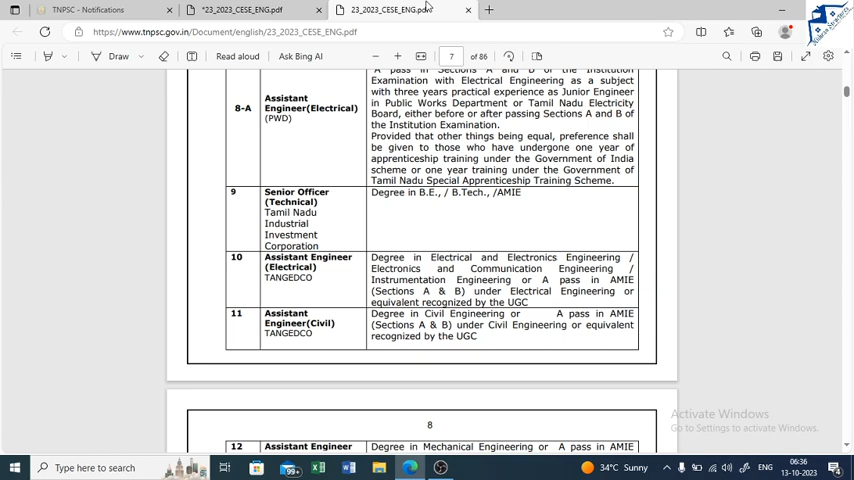 TNPSC - Notifications
*23_2023_CESE_ENG.pdf
23_2023_CESE_ENG.pdf
https://www.tnpsc.gov.in/Document/english/23_2023_CESE_ENG.pdf
Draw
Read aloud
Ask Bing AI
7 of 86
8-A
Assistant
Engineer(Electrical)
(PWD)
A pass in Sections A and B of the Institution
Examination with Electrical Engineering as a subject
with three years practical experience as Junior Engineer
in Public Works Department or Tamil Nadu Electricity
Board, either before or after passing Sections A and B of
the Institution Examination.
Provided that other things being equal, preference shall
be given to those who have undergone one year of
apprenticeship training under the Government of India
scheme or one year training under the Government of
Tamil Nadu Special Apprenticeship Training Scheme.
9
Senior Officer
(Technical)
Tamil Nadu
Industrial
Investment
Corporation
Degree in B.E., / B.Tech., /AMIE
10
Assistant Engineer
(Electrical)
TANGEDCO
Degree in Electrical and Electronics Engineering /
Electronics and Communication Engineering /
Instrumentation Engineering or A pass in AMIE
(Sections A & B) under Electrical Engineering or
equivalent recognized by the UGC
11
Assistant
Engineer(Civil)
TANGEDCO
Degree in Civil Engineering or A pass in AMIE
(Sections A & B) under Civil Engineering or equivalent
recognized by the UGC
8
12
Assistant Engineer
Degree in Mechanical Engineering or A pass in AMIE
Activate Windows
Go to Settings to activate Windows.
Type here to search
99+
34°C Sunny
ENG
06:36
13-10-2023